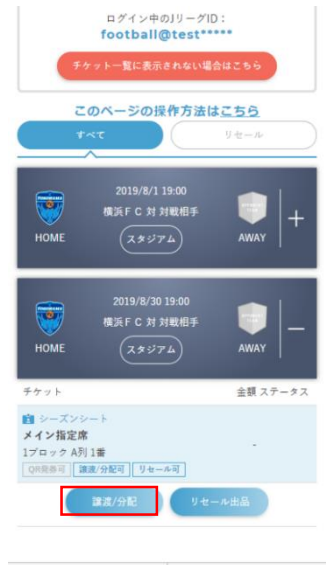 ログイン中のJリーグID：
football@test*****
チケット一覧に表示されない場合はこちら
このページの操作方法はこちら
すべて
リセール
2019/8/1 19:00
横浜ＦＣ 対 対戦相手
スタジアム
HOME
AWAY
+
2019/8/30 19:00
横浜ＦＣ 対 対戦相手
スタジアム
HOME
AWAY
−
チケット
金額 ステータス
シーズンシート
メイン指定席
1ブロック A列 1番
-
QR発券可 譲渡/分配可 リセール可
譲渡/分配
リセール出品